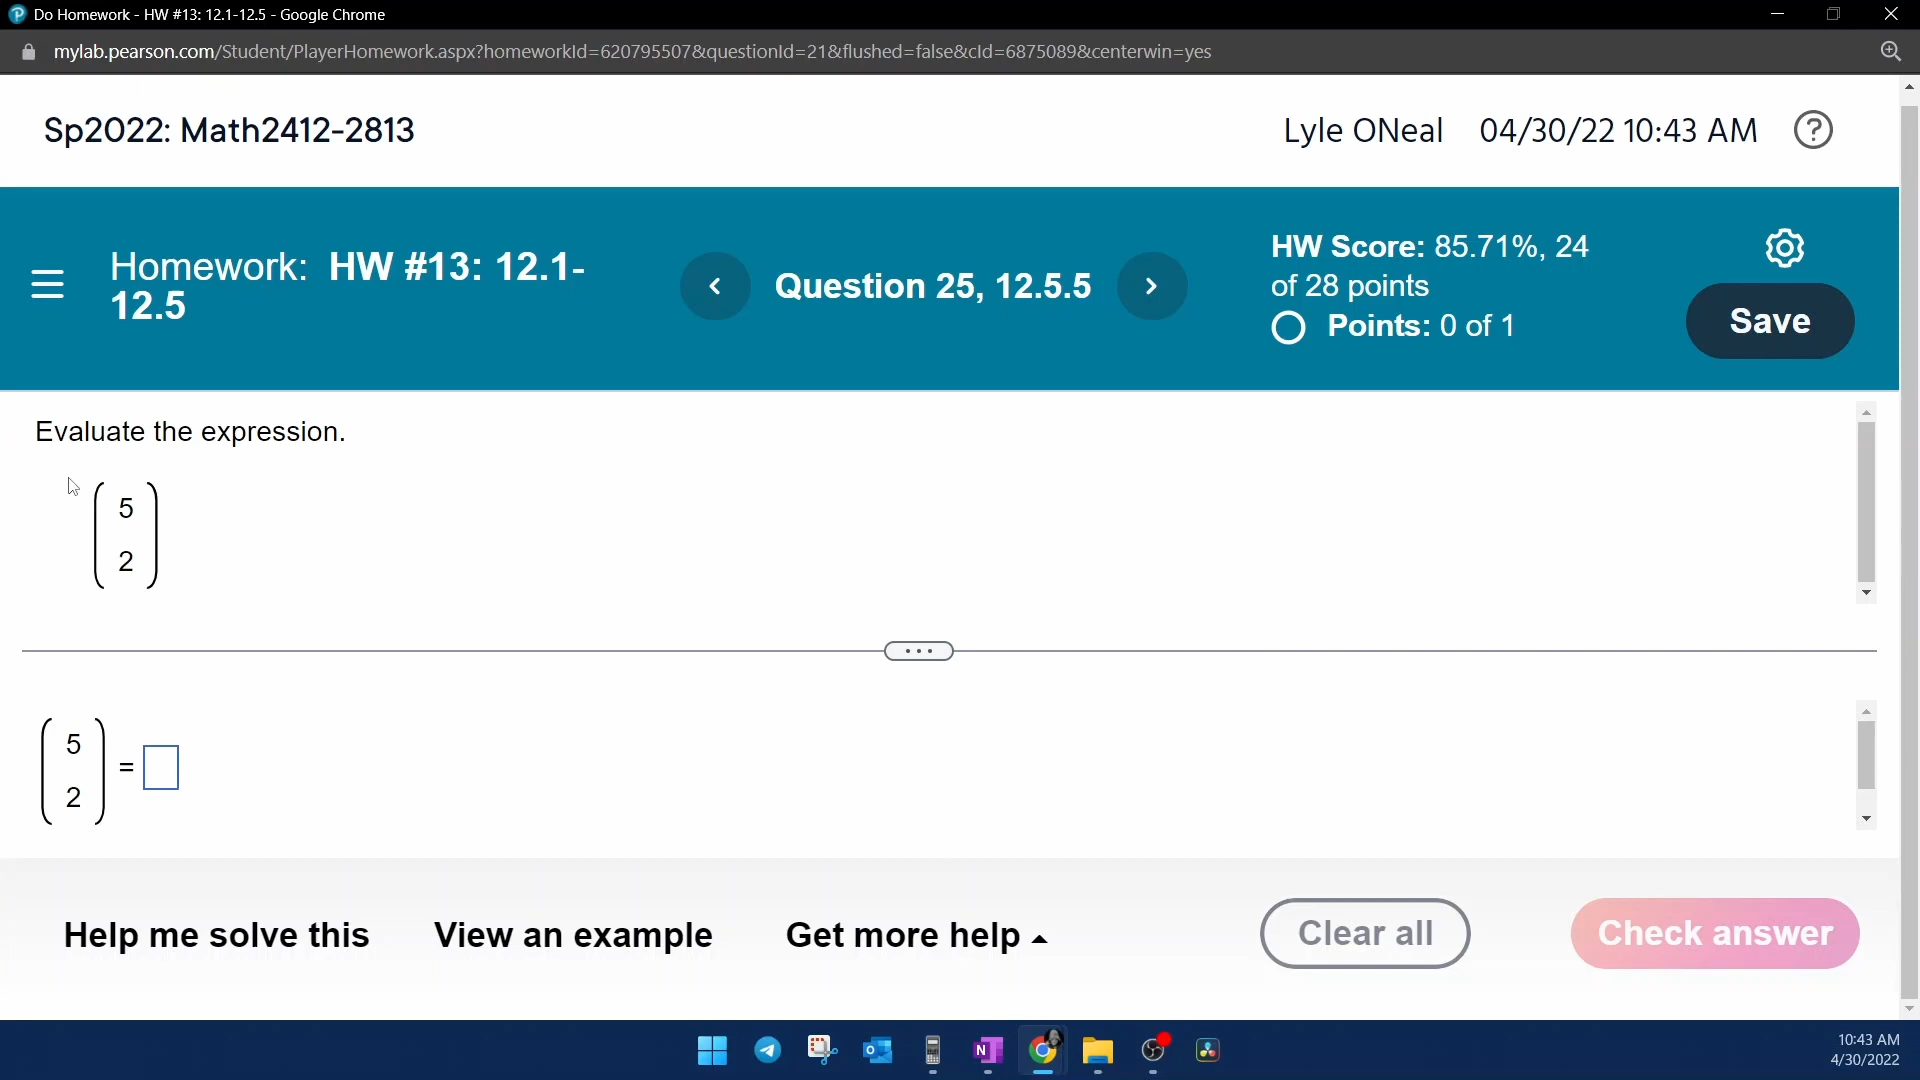 Do Homework - HW #13: 12.1-12.5 - Google Chrome
mylab.pearson.com/Student/PlayerHomework.aspx?homeworkId=620795507&questionId=21&flushed=false&cId=6875089&centerwin=yes
Sp2022: Math2412-2813
Lyle ONeal 04/30/22 10:43 AM ?
Homework: HW #13: 12.1-
12.5
< Question 25, 12.5.5 >
HW Score: 85.71%, 24
of 28 points
Points: 0 of 1
Save
Evaluate the expression.
5
2
5
2
=
Help me solve this View an example Get more help
Clear all
Check answer
10:43 AM
4/30/2022